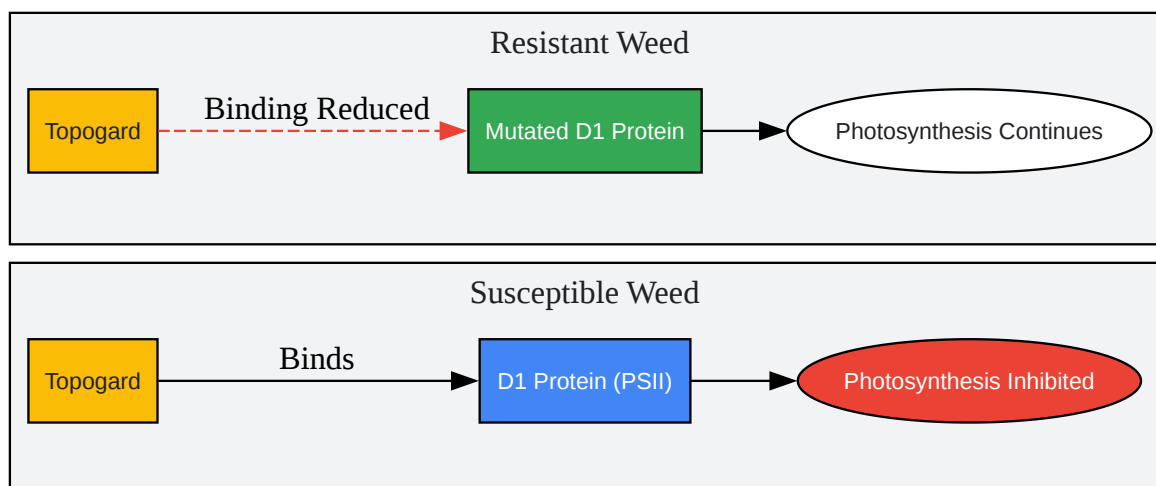 Resistant Weed
Topogard
Binding Reduced
Mutated D1 Protein
Photosynthesis Continues
Susceptible Weed
Topogard
Binds
D1 Protein (PSII)
Photosynthesis Inhibited